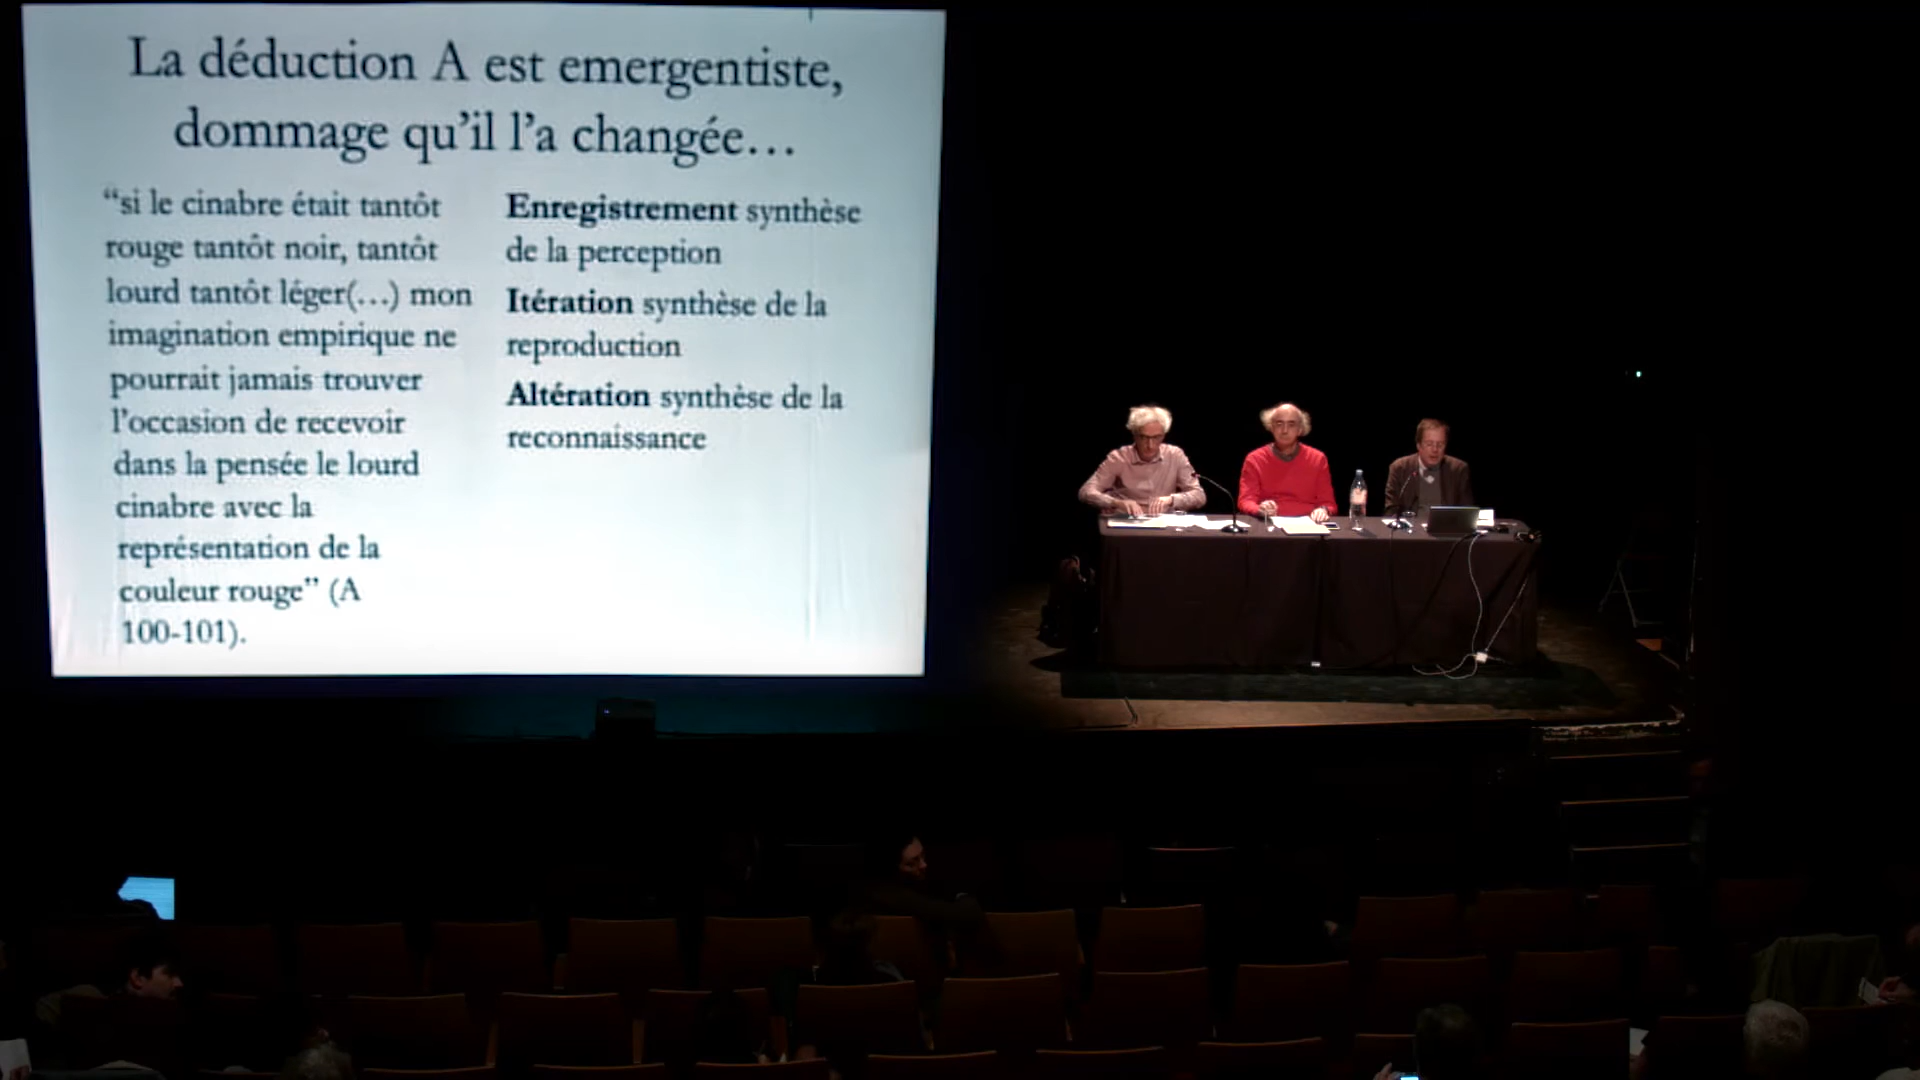 La déduction A est emergentiste,
dommage qu’il l’a changée…
“si le cinabre était tantôt
rouge tantôt noir, tantôt
lourd tantôt léger(…) mon
imagination empirique ne
pourrait jamais trouver
l’occasion de recevoir
dans la pensée le lourd
cinabre avec la
représentation de la
couleur rouge” (A
100-101).
Enregistrement synthèse
de la perception
Itération synthèse de la
reproduction
Altération synthèse de la
reconnaissance